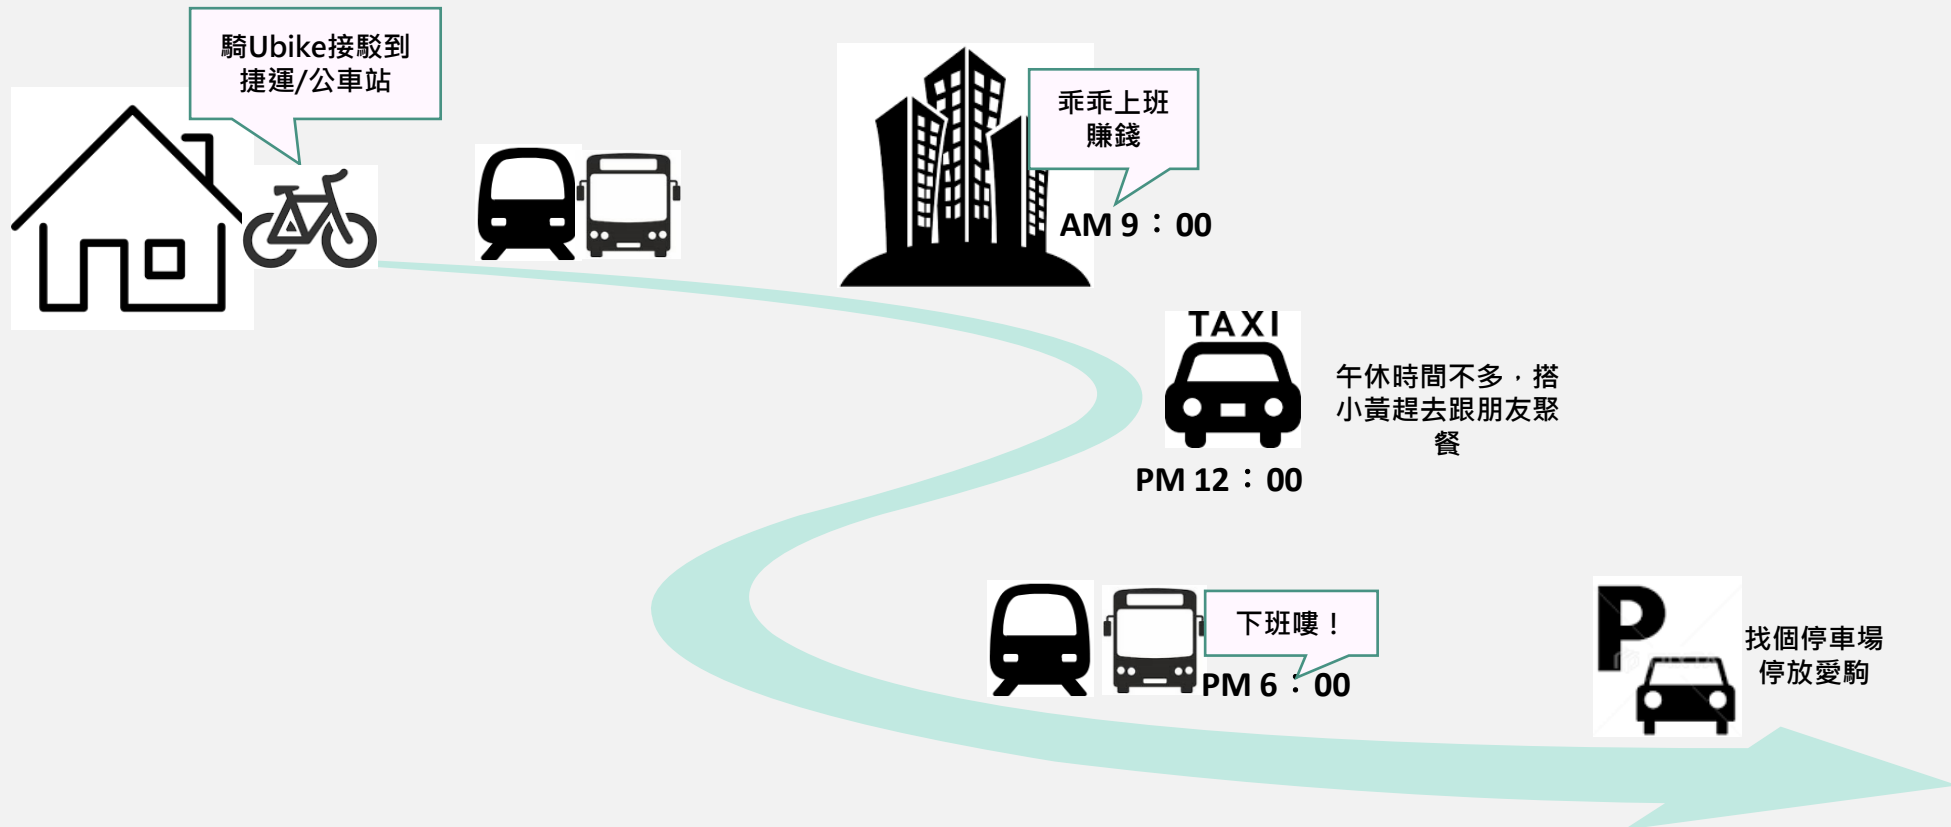 騎Ubike接駁到
捷運/公車站
乖乖上班
賺錢
AM 9：00
TAXI
午休時間不多，搭
小黃趕去跟朋友聚
餐
PM 12：00
下班嘍！
PM 6：00
P
找個停車場
停放愛駒